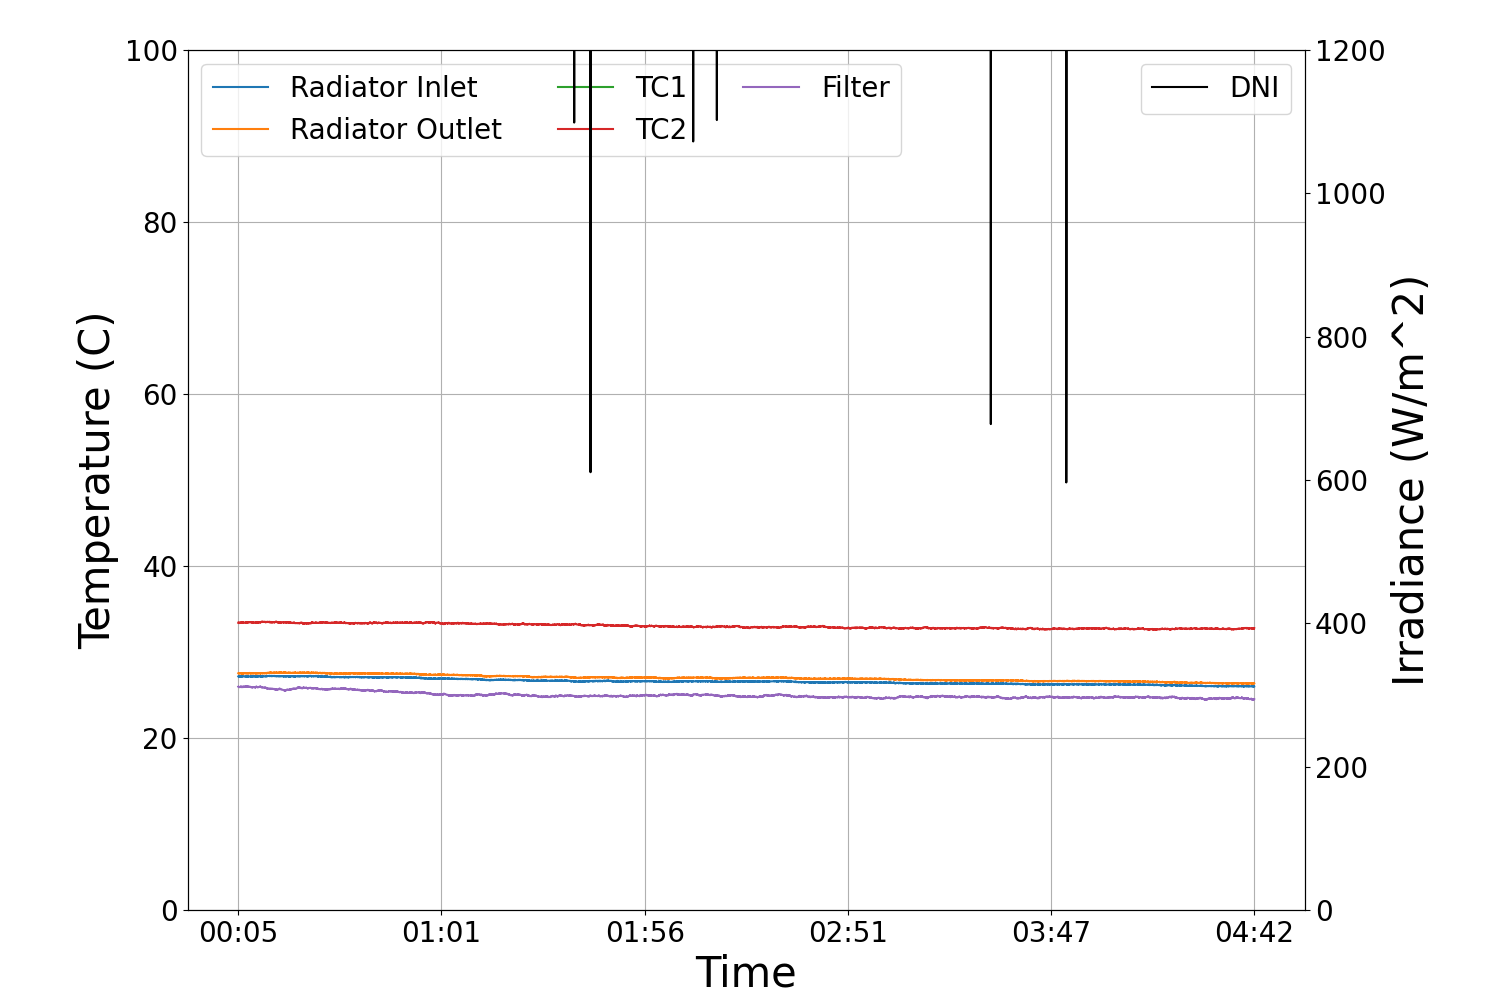 100
80
60
40
20
0
Temperature (C)
Radiator Inlet
Radiator Outlet
TC1
TC2
Filter
DNI
1200
1000
800
600
400
200
0
Irradiance (W/m^2)
00:05 01:01 01:56 02:51 03:47 04:42
Time